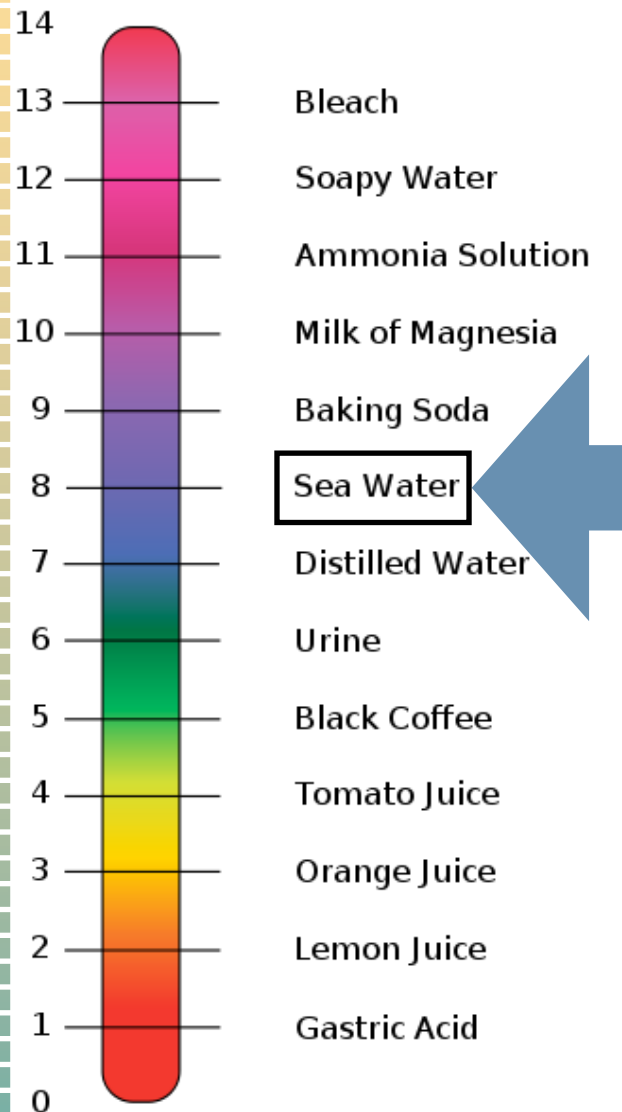 14
13 Bleach
12 Soapy Water
11 Ammonia Solution
10 Milk of Magnesia
9 Baking Soda
8 Sea Water
7 Distilled Water
6 Urine
5 Black Coffee
4 Tomato Juice
3 Orange Juice
2 Lemon Juice
1 Gastric Acid
0